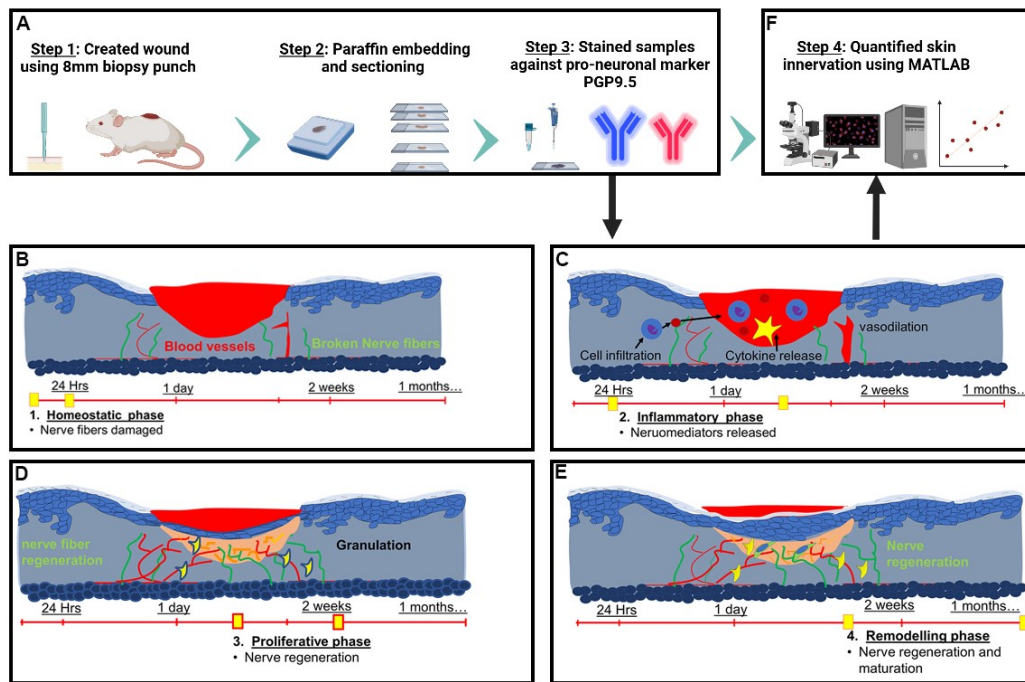 A
Step 1: Created wound
using 8mm biopsy punch
Step 2: Paraffin embedding
and sectioning
Step 3: Stained samples
against pro-neuronal marker
PGP9.5
F
Step 4: Quantified skin
innervation using MATLAB
B
Blood vessels
Broken Nerve fibers
24 Hrs
1 day
2 weeks
1 months...
1. Homeostatic phase
• Nerve fibers damaged
C
Cell infiltration
Cytokine release
vasodilation
24 Hrs
1 day
2 weeks
1 months...
2. Inflammatory phase
• Neruomediators released
D
nerve fiber
regeneration
Granulation
24 Hrs
1 day
2 weeks
1 months...
3. Proliferative phase
• Nerve regeneration
E
Nerve
regeneration
24 Hrs
1 day
2 weeks
1 months...
4. Remodelling phase
• Nerve regeneration and
maturation